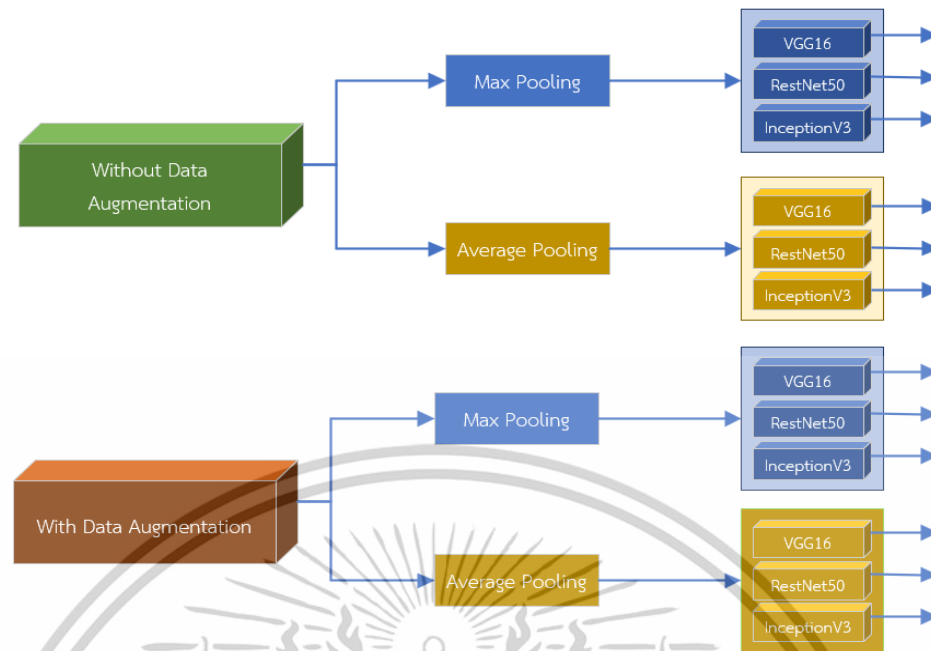 Without Data
Augmentation
Max Pooling
VGG16
RestNet50
InceptionV3
Average Pooling
VGG16
RestNet50
InceptionV3
With Data Augmentation
Max Pooling
VGG16
RestNet50
InceptionV3
Average Pooling
VGG16
RestNet50
InceptionV3